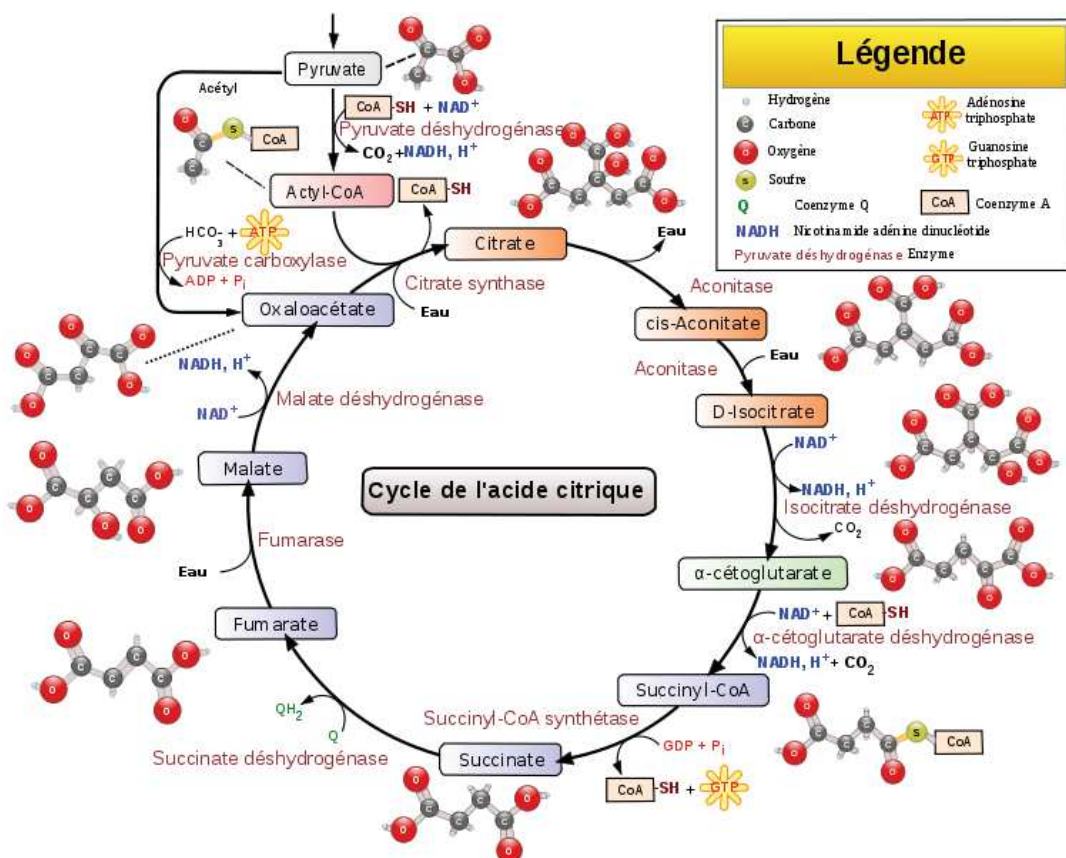 Légende
Hydrogène
Carbone
Oxygène
Soufre
Q Coenzyme Q
NADH Nicotinamide adénine dinucléotide
Pyruvate déshydrogénase Enzyme
ATP Adénosine triphosphate
GTP Guanosine triphosphate
CoA Coenzyme A
Pyruvate
Acétyl
S CoA
CoA-SH + NAD+
Pyruvate déshydrogénase
CO2+NADH, H+
Actyl-CoA
CoA-SH
HCO3- + ATP
Pyruvate carboxylase
ADP + Pi
Citrate
Citrate synthase
Eau
Oxaloacétate
Eau
Aconitase
cis-Aconitate
Aconitase
Eau
D-Isocitrate
NAD+
NADH, H+
Isocitrate déshydrogénase
CO2
α-cétoglutarate
NAD+ + CoA-SH
α-cétoglutarate déshydrogénase
NADH, H+ + CO2
Succinyl-CoA
S CoA
Succinyl-CoA synthétase
GDP + Pi
CoA-SH + GTP
Succinate
Succinate déshydrogénase
Q
QH2
Fumarate
Eau
Fumarase
Malate
NAD+
Malate déshydrogénase
NADH, H+
Cycle de l'acide citrique